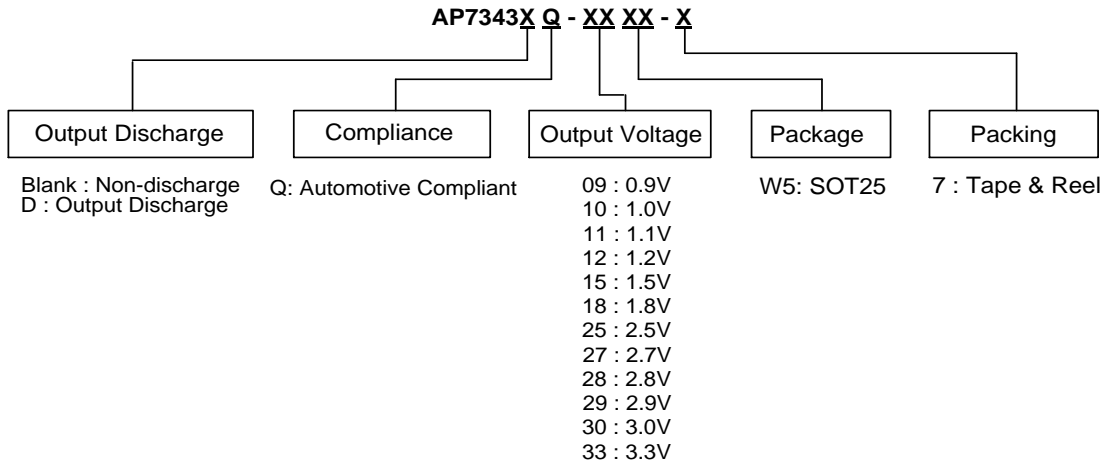 AP7343X Q - XX XX - X
Output Discharge
Compliance
Output Voltage
Package
Packing
Blank : Non-discharge
D : Output Discharge
Q: Automotive Compliant
09 : 0.9V
10 : 1.0V
11 : 1.1V
12 : 1.2V
15 : 1.5V
18 : 1.8V
25 : 2.5V
27 : 2.7V
28 : 2.8V
29 : 2.9V
30 : 3.0V
33 : 3.3V
W5: SOT25
7 : Tape & Reel